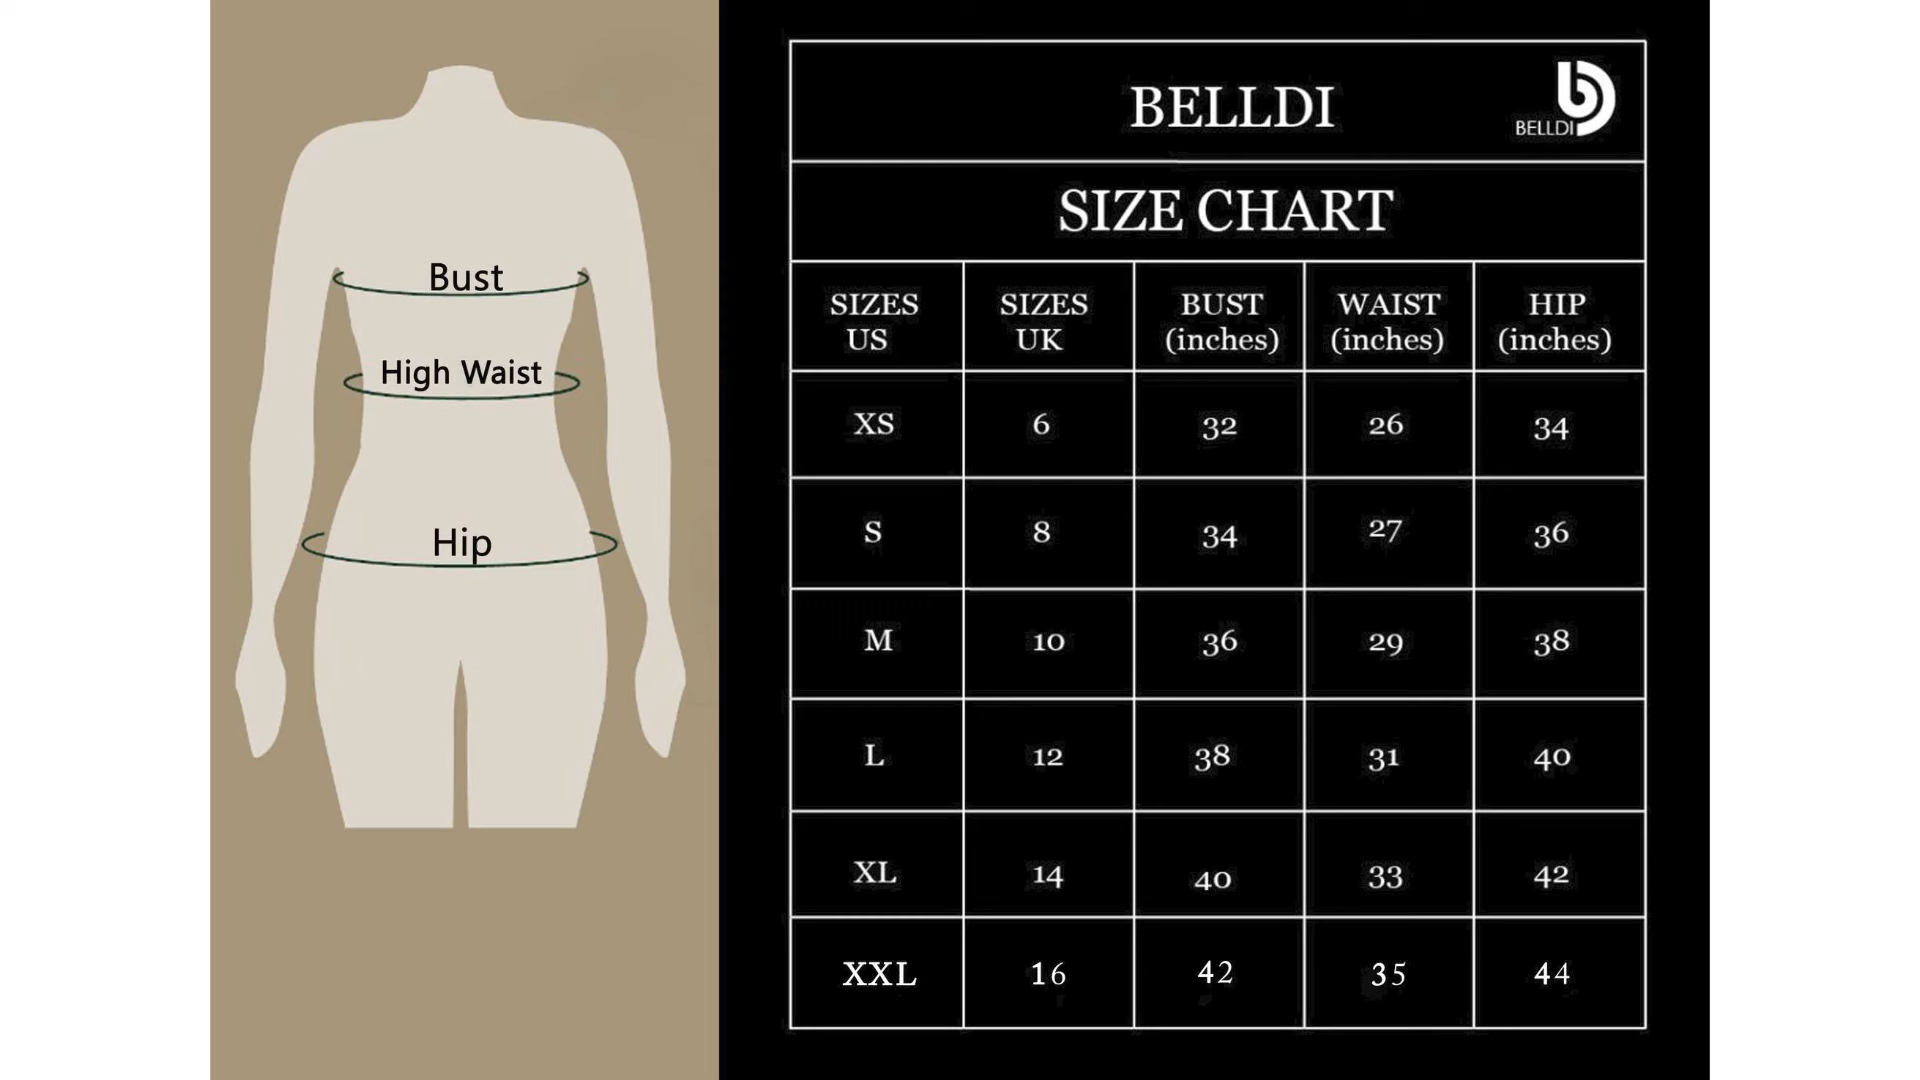 Bust
High Waist
Hip
BELLDI
BELLDI
SIZE CHART
SIZES US SIZES UK BUST (inches) WAIST (inches) HIP (inches)
XS 6 32 26 34
S 8 34 27 36
M 10 36 29 38
L 12 38 31 40
XL 14 40 33 42
XXL 16 42 35 44